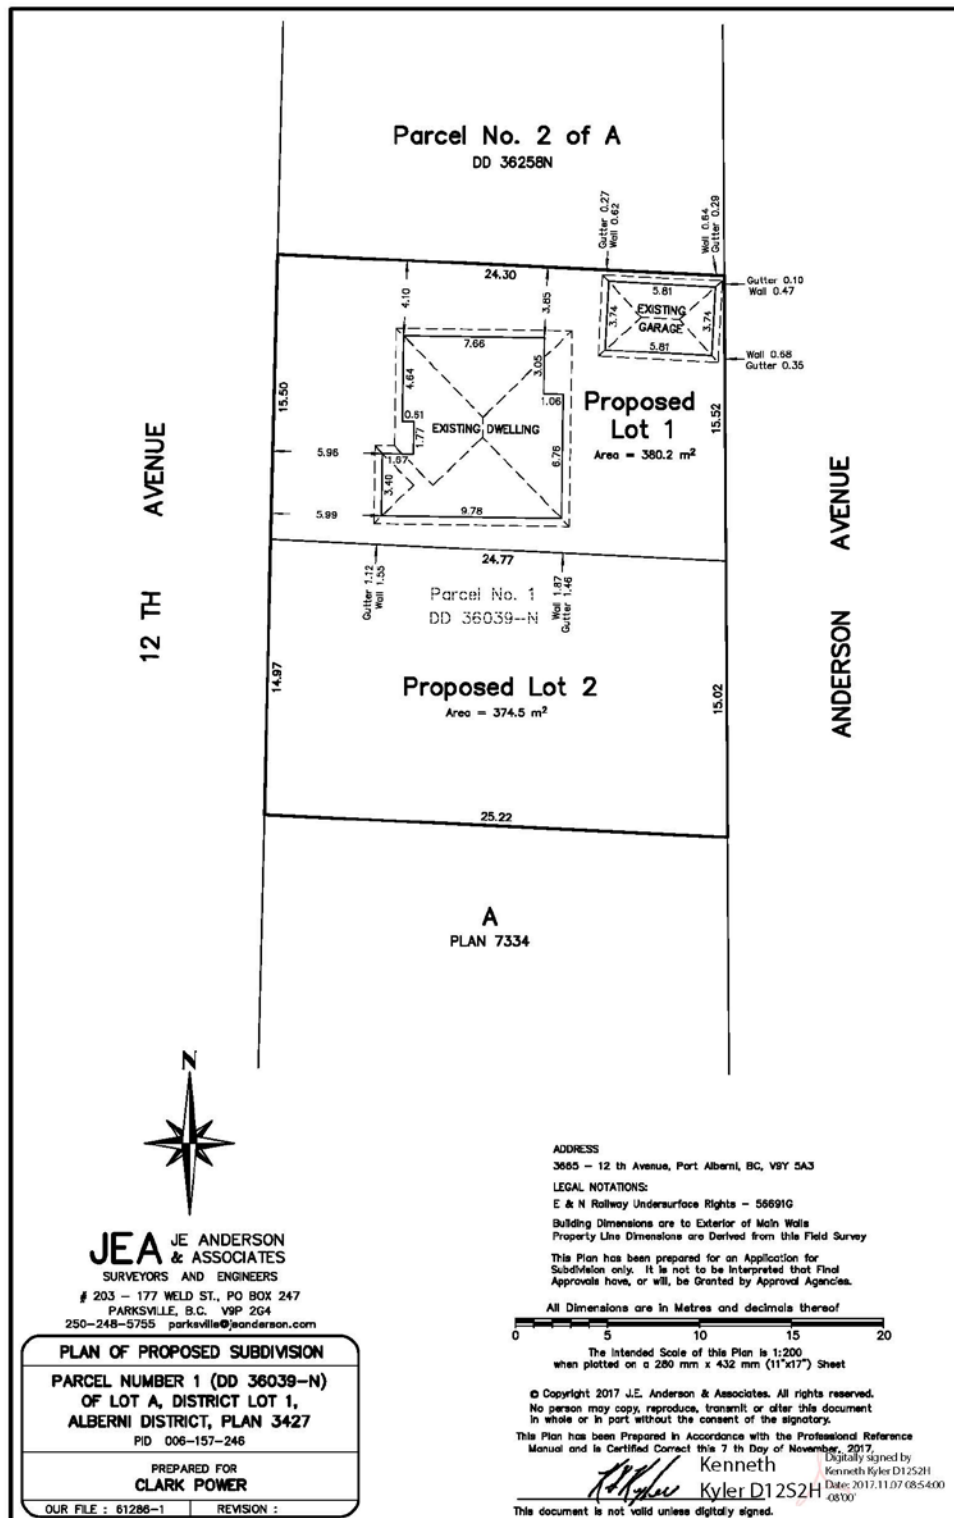 Parcel No. 2 of A
DD 36258N
Gutter 0.27
Wall 0.62
Wall 0.64
Gutter 0.29
24.30
Gutter 0.10
Wall 0.47
4.10
3.85
5.81
3.74
EXISTING
GARAGE
3.74
5.81
Wall 0.68
Gutter 0.35
7.66
3.05
4.64
1.06
0.51
1.77
EXISTING DWELLING
Proposed
Lot 1
Area = 380.2 m²
15.50
15.52
5.96
1.67
6.76
3.40
5.99
9.78
24.77
Gutter 1.12
Wall 1.55
Parcel No. 1
DD 36039-N
Wall 1.87
Gutter 1.46
12 TH AVENUE
ANDERSON AVENUE
Proposed Lot 2
Area = 374.5 m²
14.97
15.02
25.22
A
PLAN 7334
N
JEA JE ANDERSON
& ASSOCIATES
SURVEYORS AND ENGINEERS
# 203 - 177 WELD ST., PO BOX 247
PARKSVILLE, B.C. V9P 2G4
250-248-5755 parksville@jeanderson.com
PLAN OF PROPOSED SUBDIVISION
PARCEL NUMBER 1 (DD 36039-N)
OF LOT A, DISTRICT LOT 1,
ALBERNI DISTRICT, PLAN 3427
PID 006-157-246
PREPARED FOR
CLARK POWER
OUR FILE : 61286-1
REVISION :
ADDRESS
3665 - 12 th Avenue, Port Alberni, BC, V9Y 5A3
LEGAL NOTATIONS:
E & N Railway Undersurface Rights - 56691G
Building Dimensions are to Exterior of Main Walls
Property Line Dimensions are Derived from this Field Survey
This Plan has been prepared for an Application for
Subdivision only. It is not to be interpreted that Final
Approvals have, or will, be Granted by Approval Agencies.
All Dimensions are in Metres and decimals thereof
0 5 10 15 20
The Intended Scale of this Plan is 1:200
when plotted on a 280 mm x 432 mm (11"x17") Sheet
© Copyright 2017 J.E. Anderson & Associates. All rights reserved.
No person may copy, reproduce, transmit or alter this document
in whole or in part without the consent of the signatory.
This Plan has been Prepared in Accordance with the Professional Reference
Manual and is Certified Correct this 7 th Day of November, 2017.
Kenneth
Kyler D12S2H
Digitally signed by
Kenneth Kyler D12S2H
Date: 2017.11.07 08:54:00
-08'00'
This document is not valid unless digitally signed.